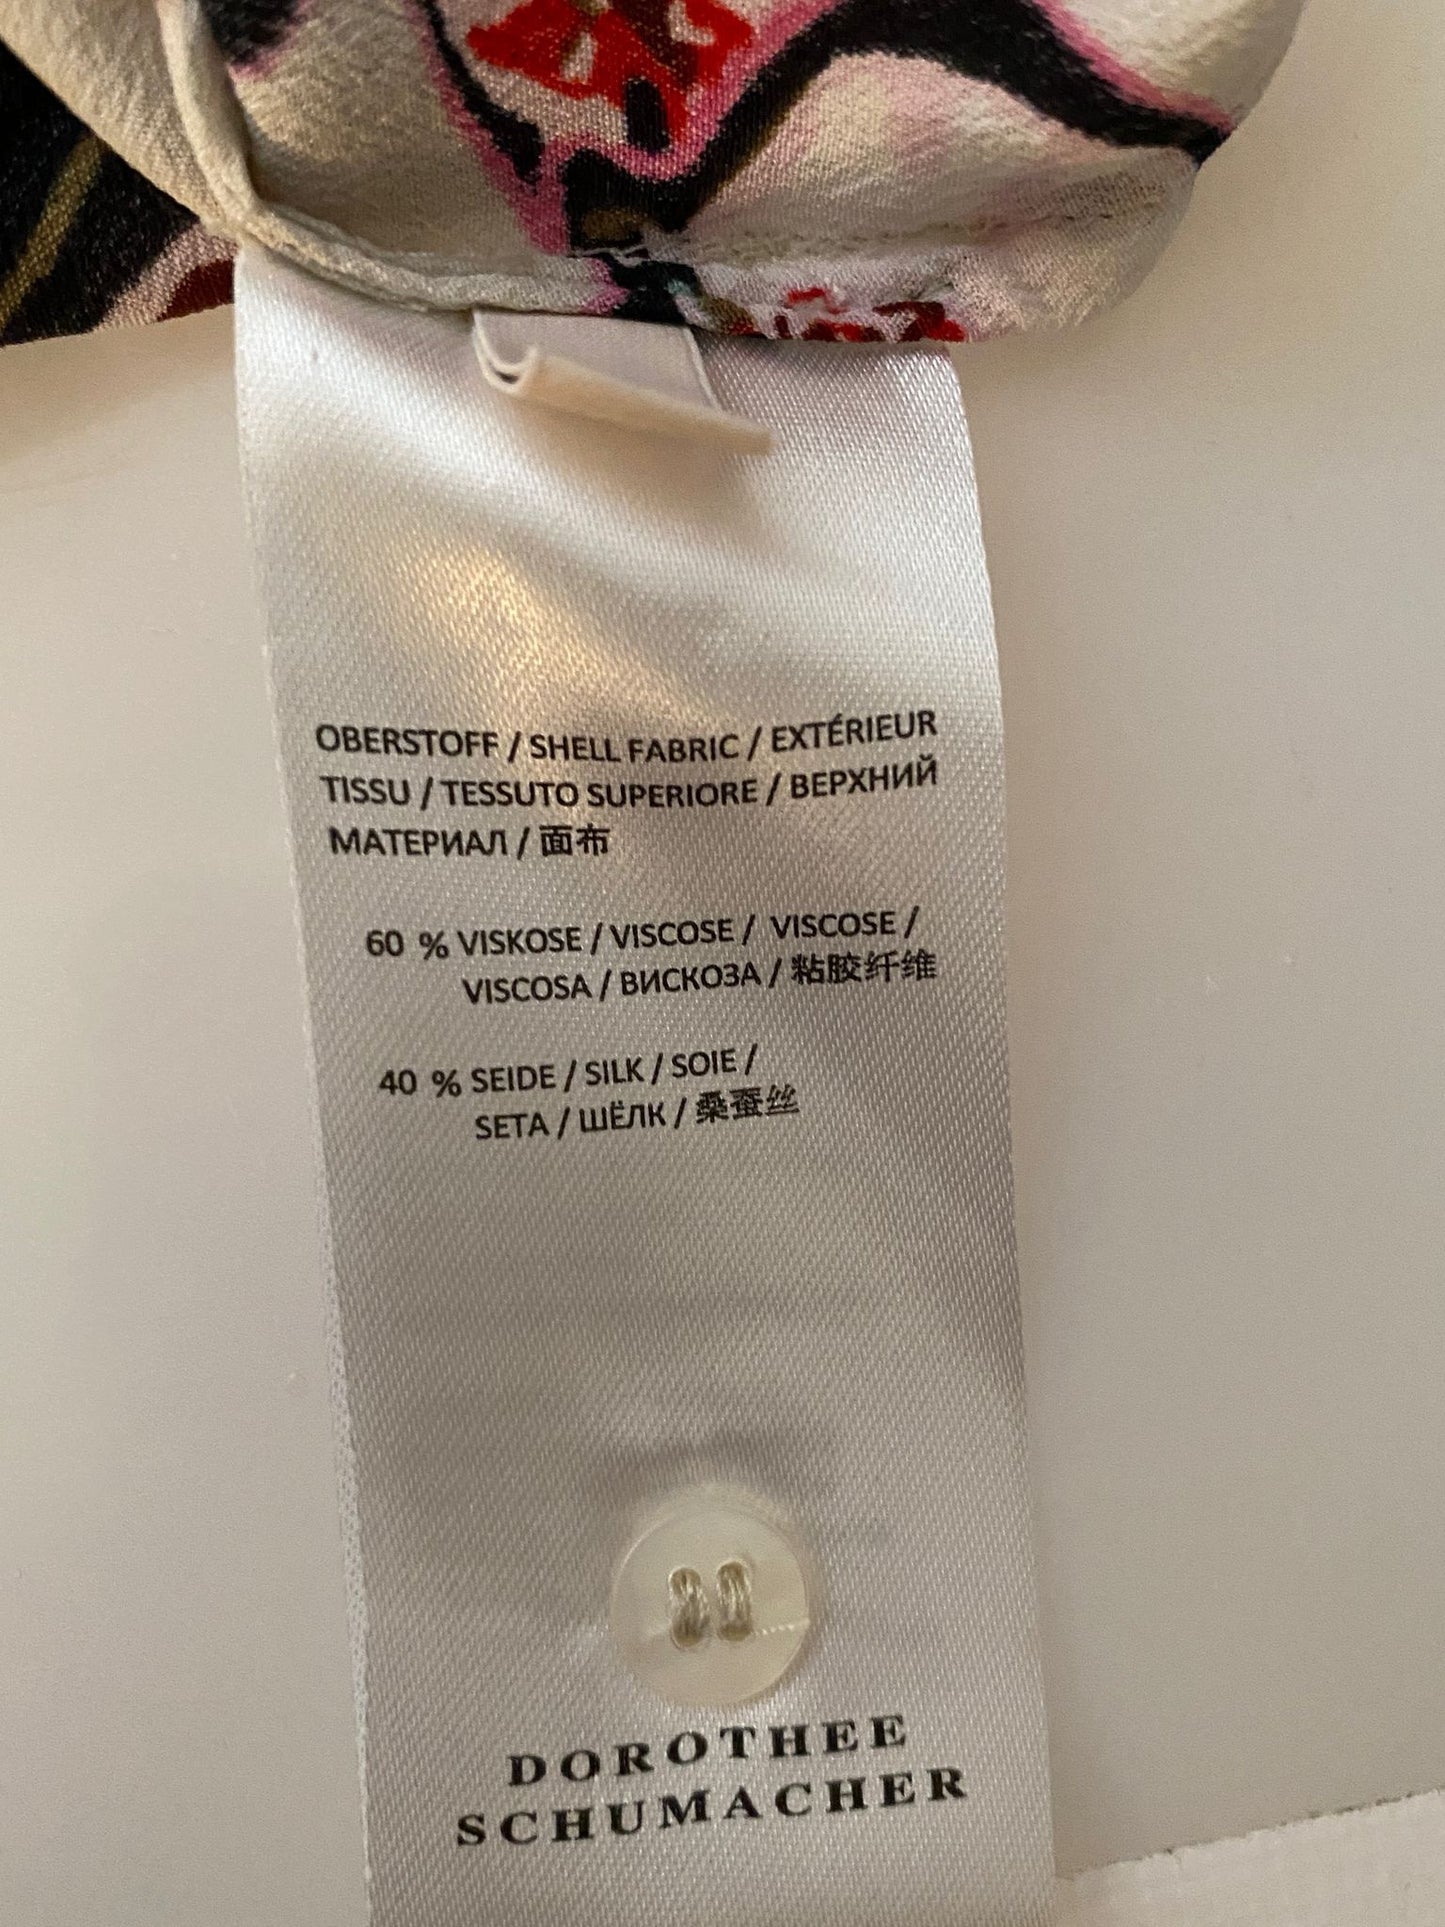 OBERSTOFF / SHELL FABRIC / EXTÉRIEUR
TISSU / TESSUTO SUPERIORE / ВЕРХНИЙ
МАТЕРИАЛ / 面布
60 % VISKOSE / VISCOSE / VISCOSE /
VISCOSA / ВИСКОЗА / 粘胶纤维
40 % SEIDE / SILK / SOIE /
SETA / ШЁЛК / 桑蚕丝
DOROTHEE
SCHUMACHER